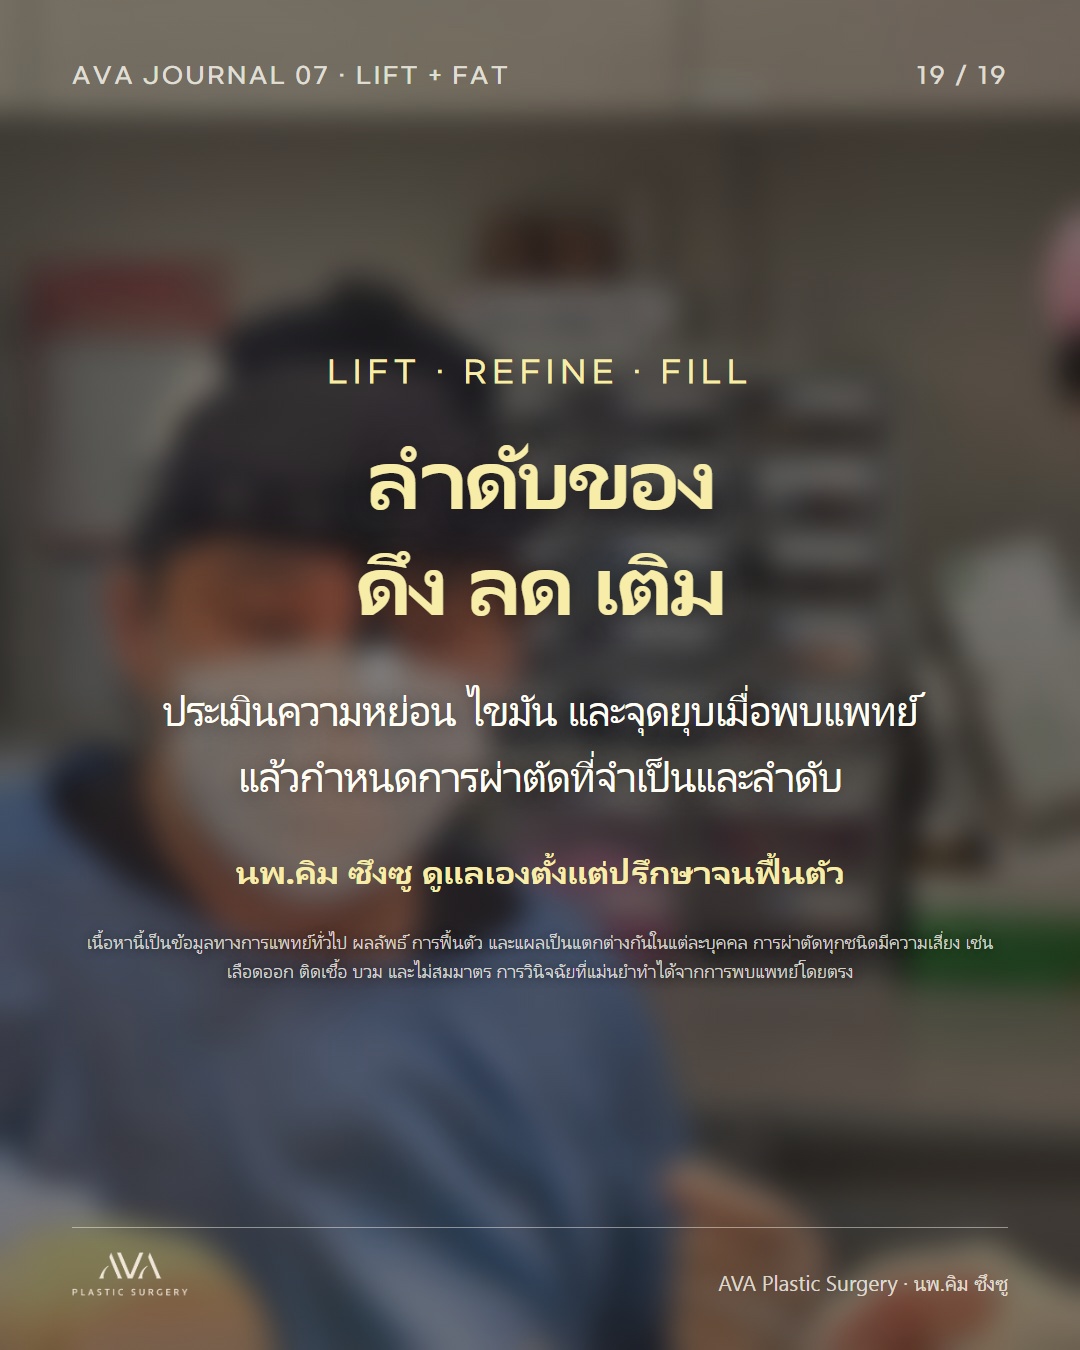 AVA JOURNAL 07 · LIFT + FAT
19 / 19
LIFT · REFINE · FILL
ลำดับของ
ดึง ลด เติม
ประเมินความหย่อน ไขมัน และจุดยุบเมื่อพบแพทย์
แล้วกำหนดการผ่าตัดที่จำเป็นและลำดับ
นพ.คิม ซึงซู ดูแลเองตั้งแต่ปรึกษาจนฟื้นตัว
เนื้อหานี้เป็นข้อมูลทางการแพทย์ทั่วไป ผลลัพธ์ การฟื้นตัว และแผลเป็นแตกต่างกันในแต่ละบุคคล การผ่าตัดทุกชนิดมีความเสี่ยง เช่น
เลือดออก ติดเชื้อ บวม และไม่สมมาตร การวินิจฉัยที่แม่นยำทำได้จากการพบแพทย์โดยตรง
AVA
PLASTIC SURGERY
AVA Plastic Surgery · นพ.คิม ซึงซู